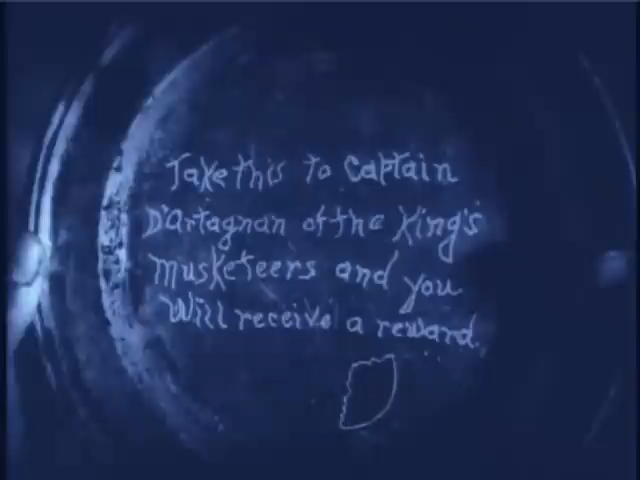 Take this to Captain
D'Artagnan of the King's
musketeers and you
Will receive a reward.